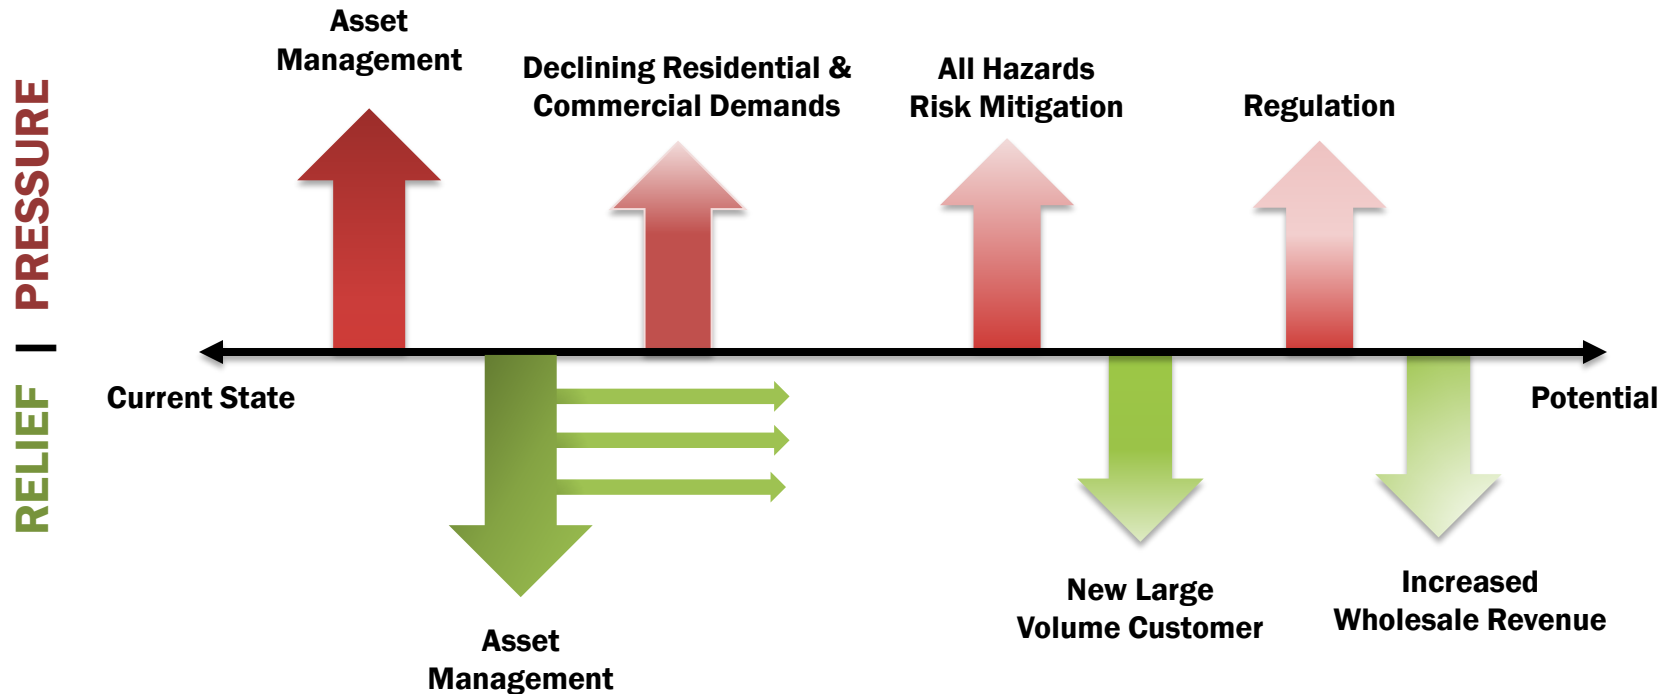 Asset
Management
Declining Residential &
Commercial Demands
All Hazards
Risk Mitigation
Regulation
RELIEF | PRESSURE
Current State
Potential
Asset
Management
New Large
Volume Customer
Increased
Wholesale Revenue